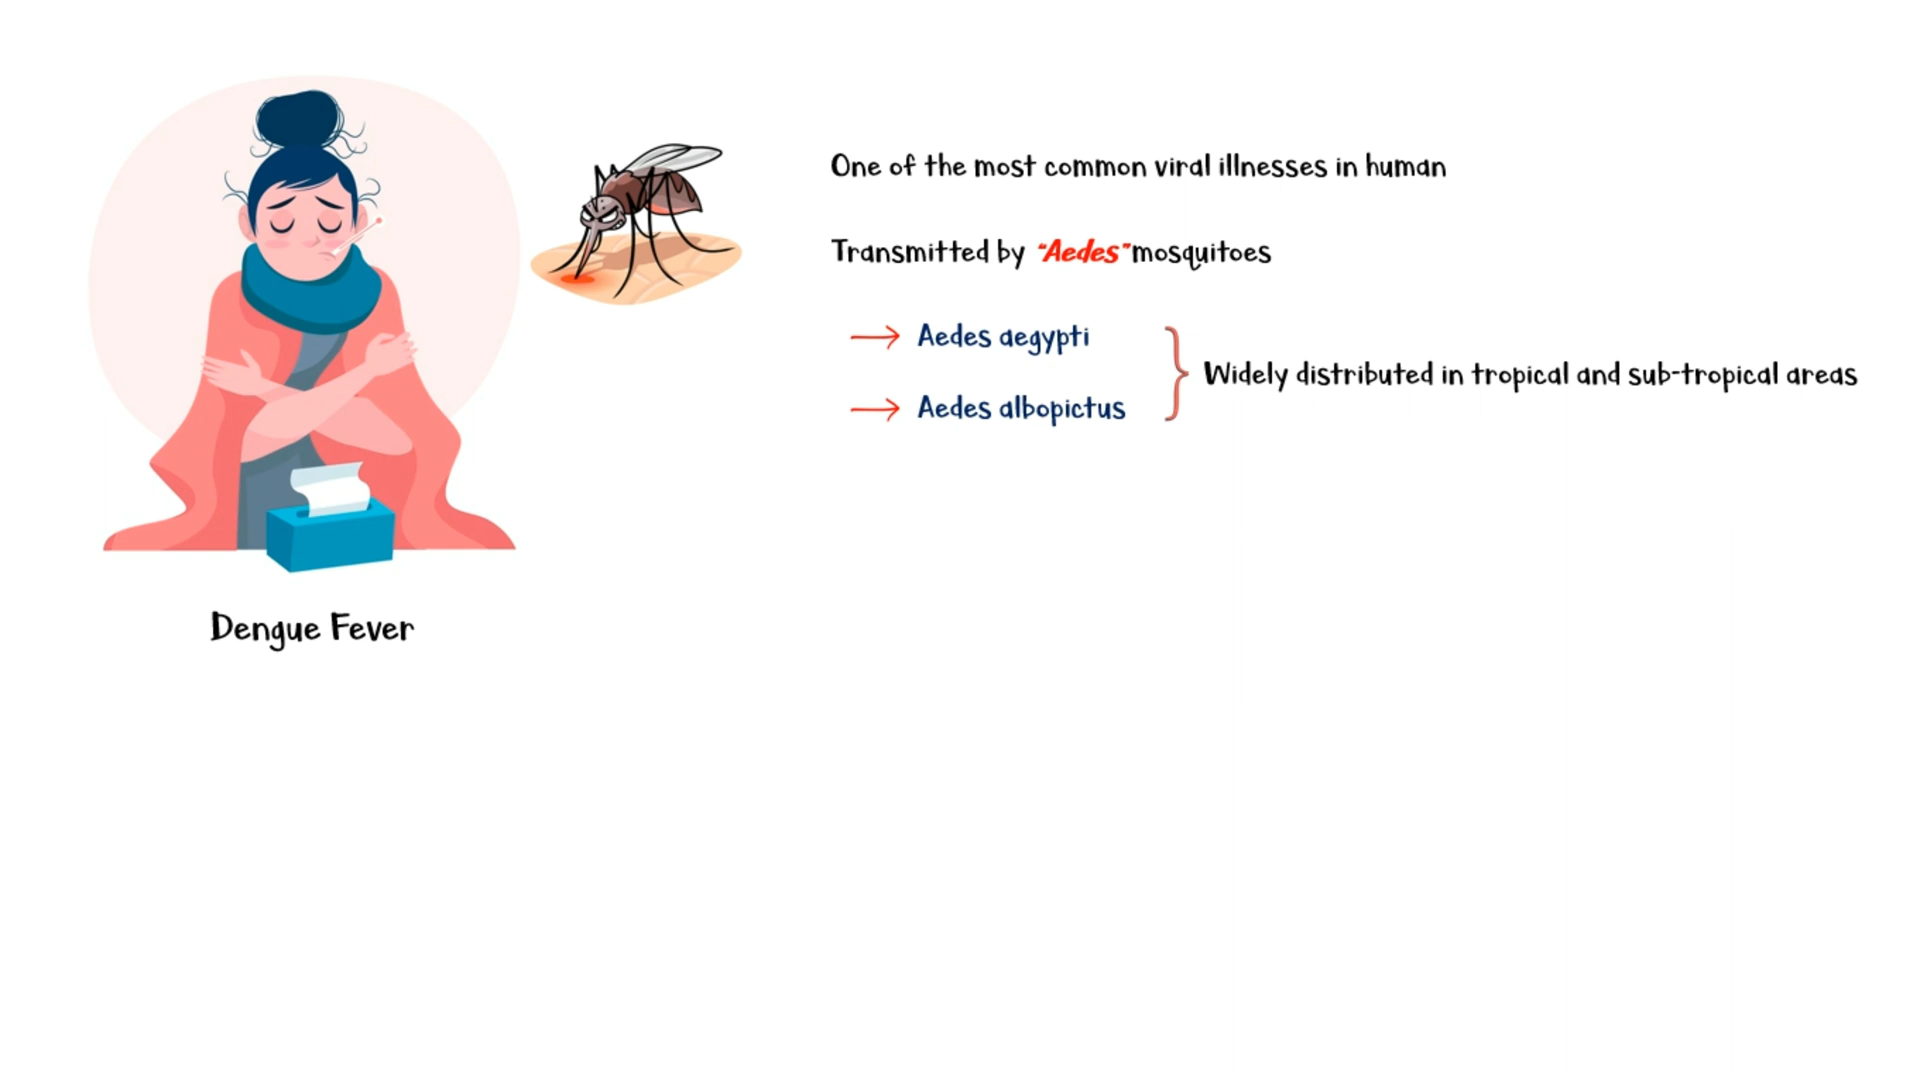 One of the most common viral illnesses in human
Transmitted by "Aedes" mosquitoes
→ Aedes aegypti
→ Aedes albopictus
Widely distributed in tropical and sub-tropical areas
Dengue Fever